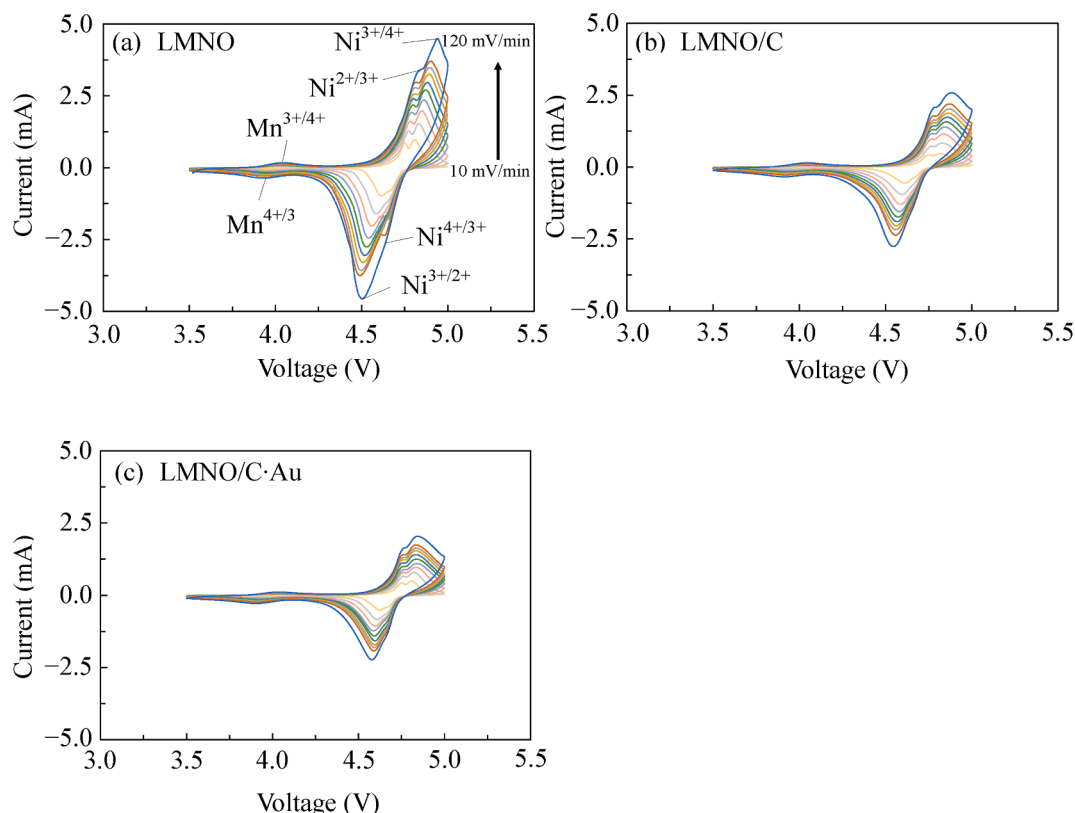 (a) LMNO
Ni3+/4+
120 mV/min
Ni2+/3+
Mn3+/4+
10 mV/min
Mn4+/3
Ni4+/3+
Ni3+/2+
5.0
2.5
0.0
−2.5
−5.0
Current (mA)
3.0 3.5 4.0 4.5 5.0 5.5
Voltage (V)
(b) LMNO/C
5.0
2.5
0.0
−2.5
−5.0
Current (mA)
3.0 3.5 4.0 4.5 5.0 5.5
Voltage (V)
(c) LMNO/C·Au
5.0
2.5
0.0
−2.5
−5.0
Current (mA)
3.0 3.5 4.0 4.5 5.0 5.5
Voltage (V)